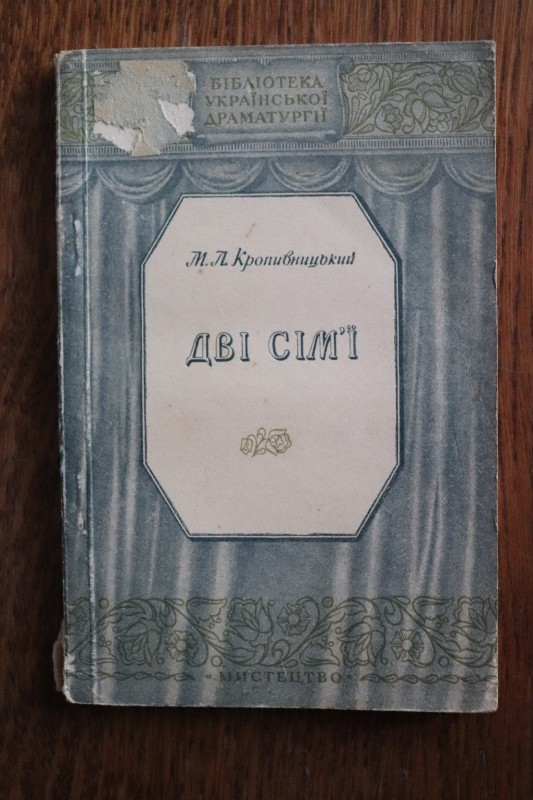 БІБЛІОТЕКА
УКРАЇНСЬКОЇ
ДРАМАТУРГІЇ
М. Л. Кропивницький
ДВІ СІМ'Ї
«МИСТЕЦТВО»